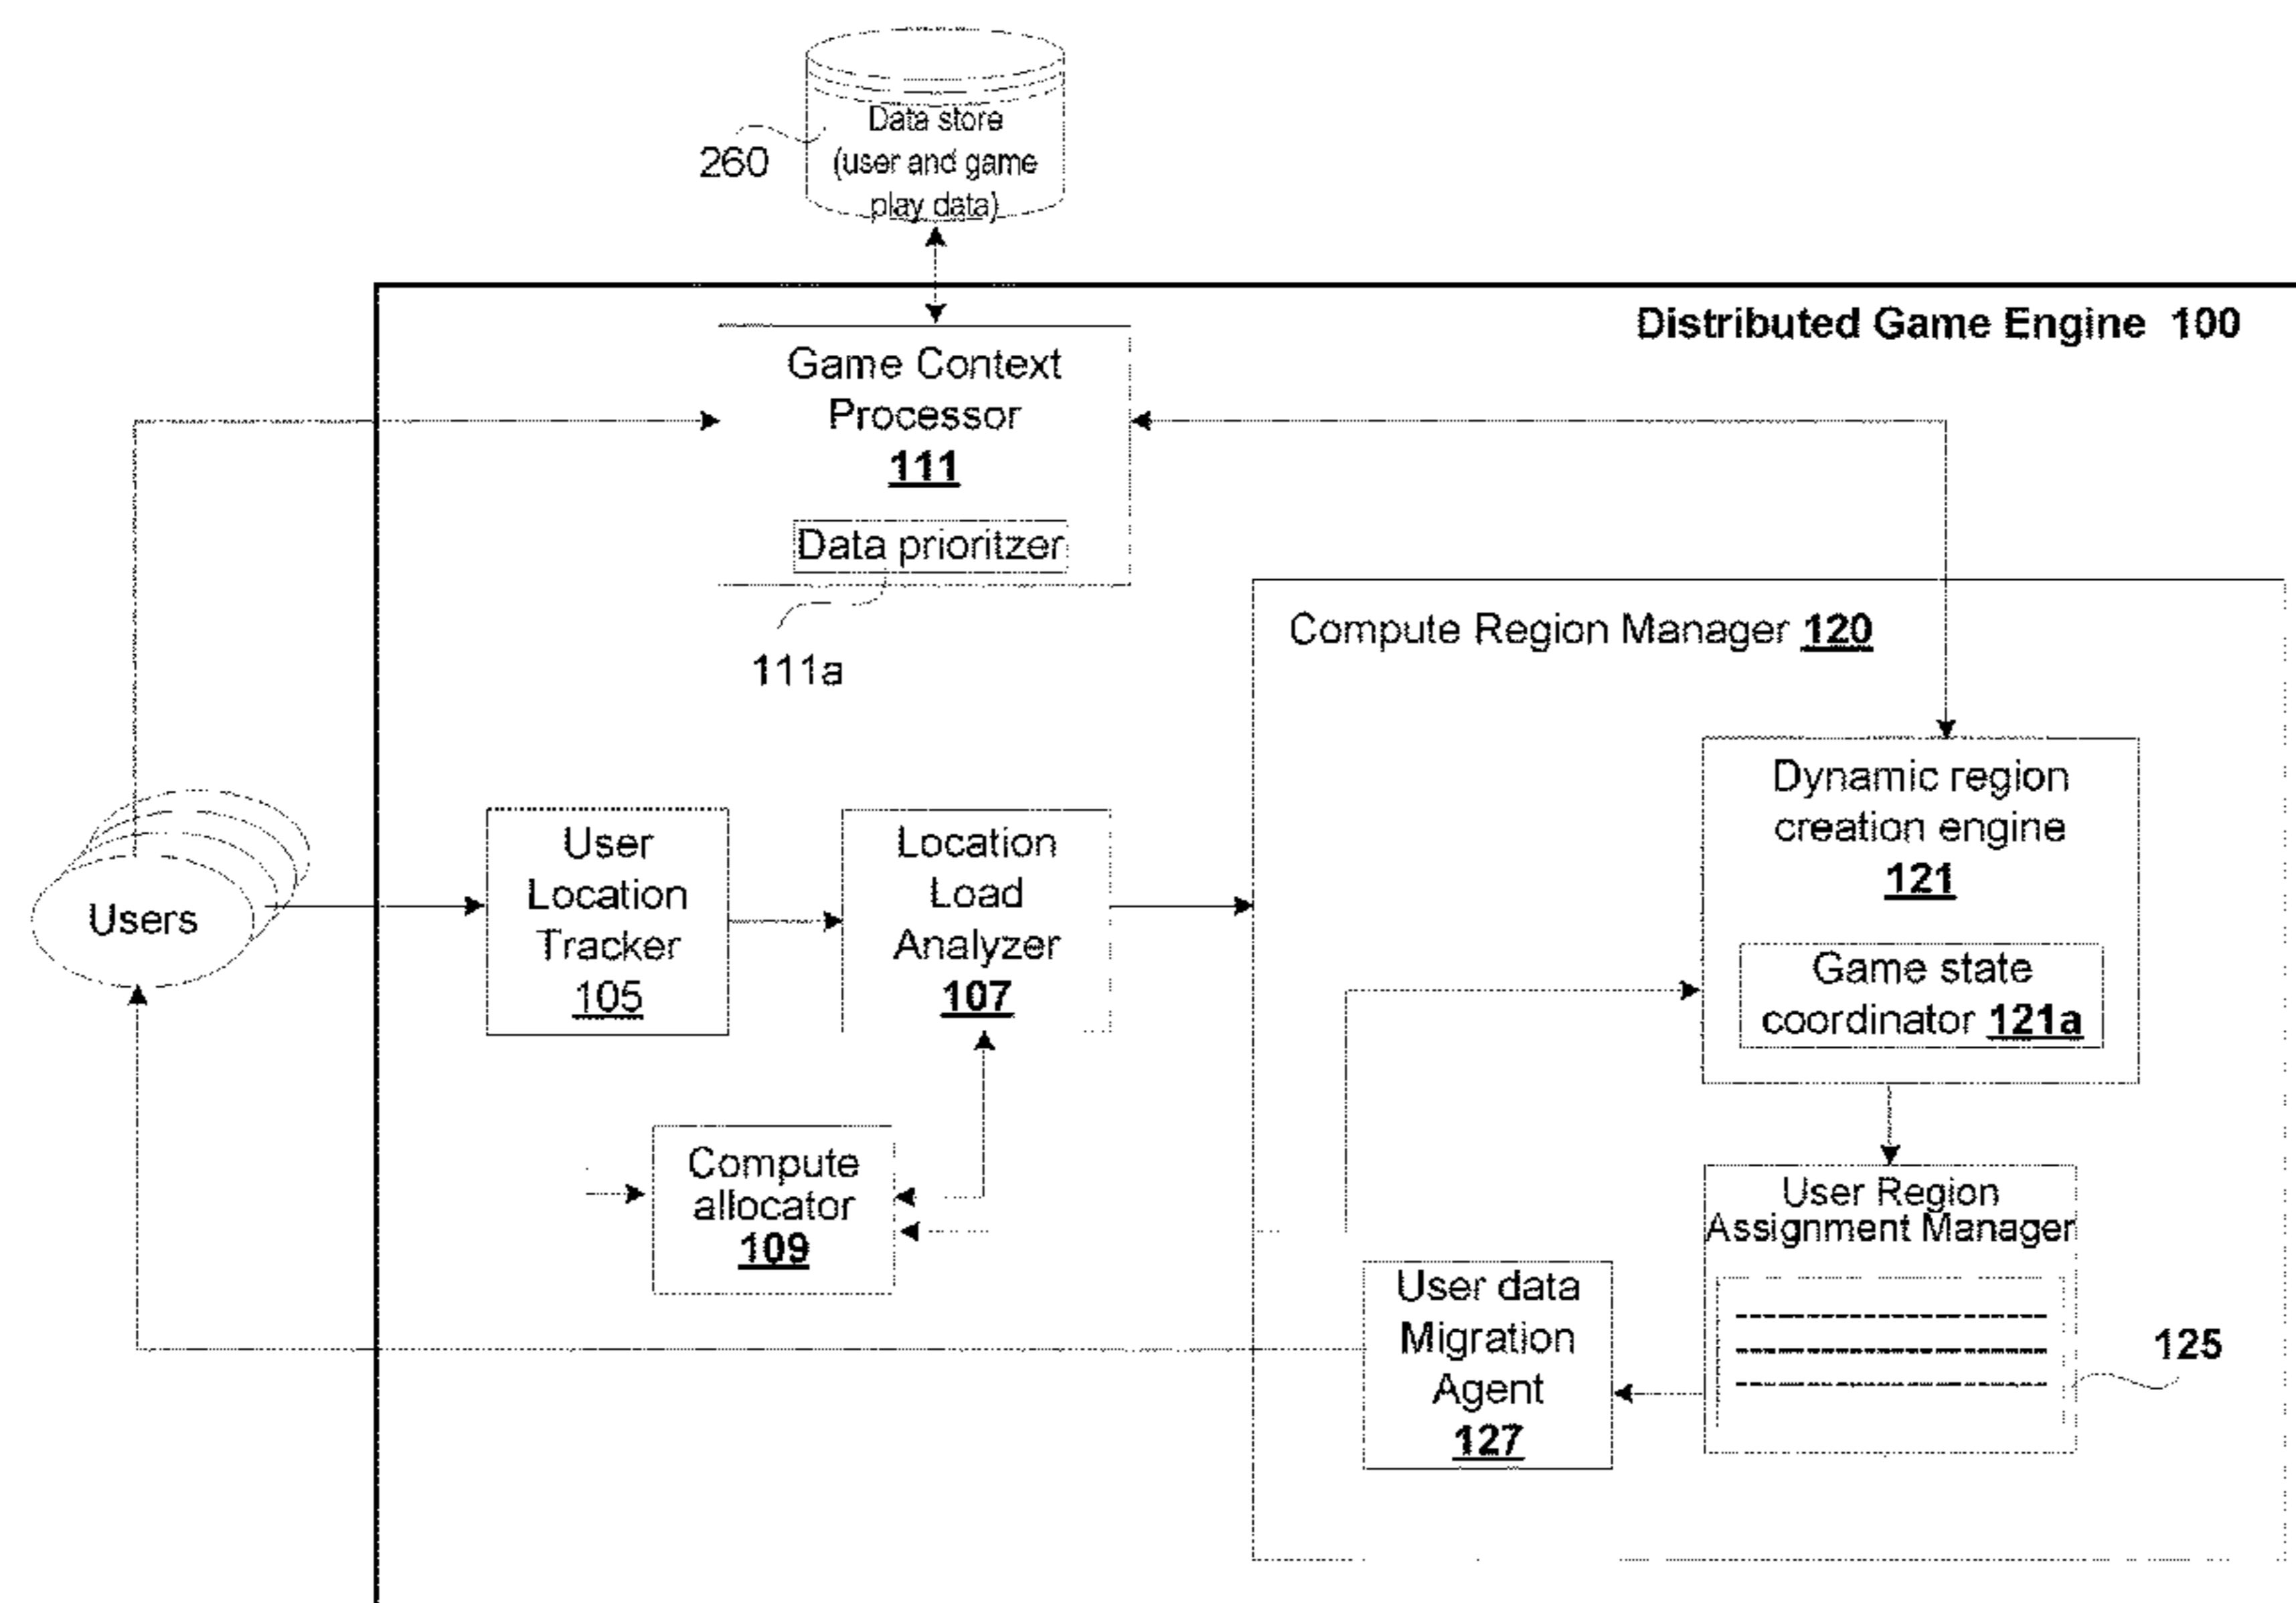 Data store
(user and game
play data)
260
Distributed Game Engine 100
Game Context
Processor
111
Data prioritzer
111a
Compute Region Manager 120
Dynamic region
creation engine
121
Game state
coordinator 121a
Users
User
Location
Tracker
105
Location
Load
Analyzer
107
Compute
allocator
109
User Region
Assignment Manager
125
User data
Migration
Agent
127